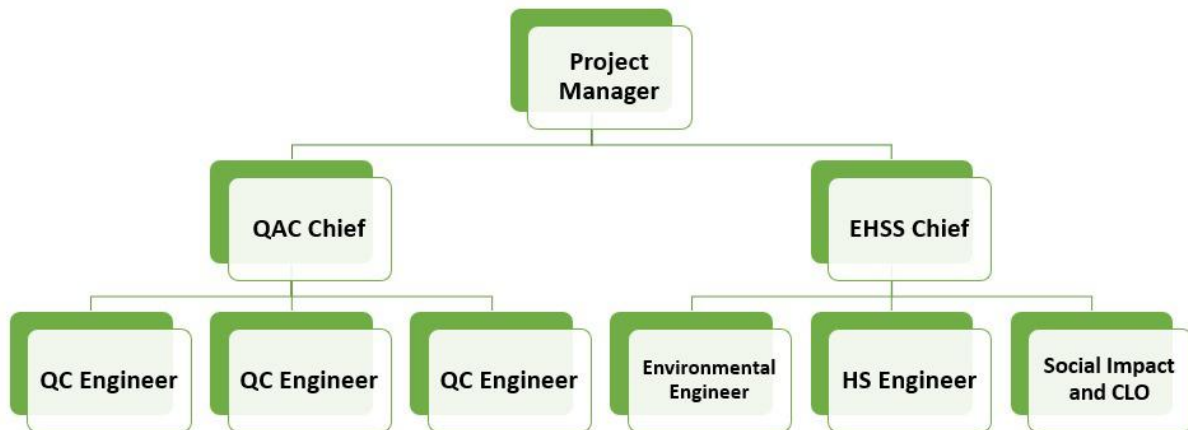 Project
Manager
QAC Chief
EHSS Chief
QC Engineer
QC Engineer
QC Engineer
Environmental
Engineer
HS Engineer
Social Impact
and CLO